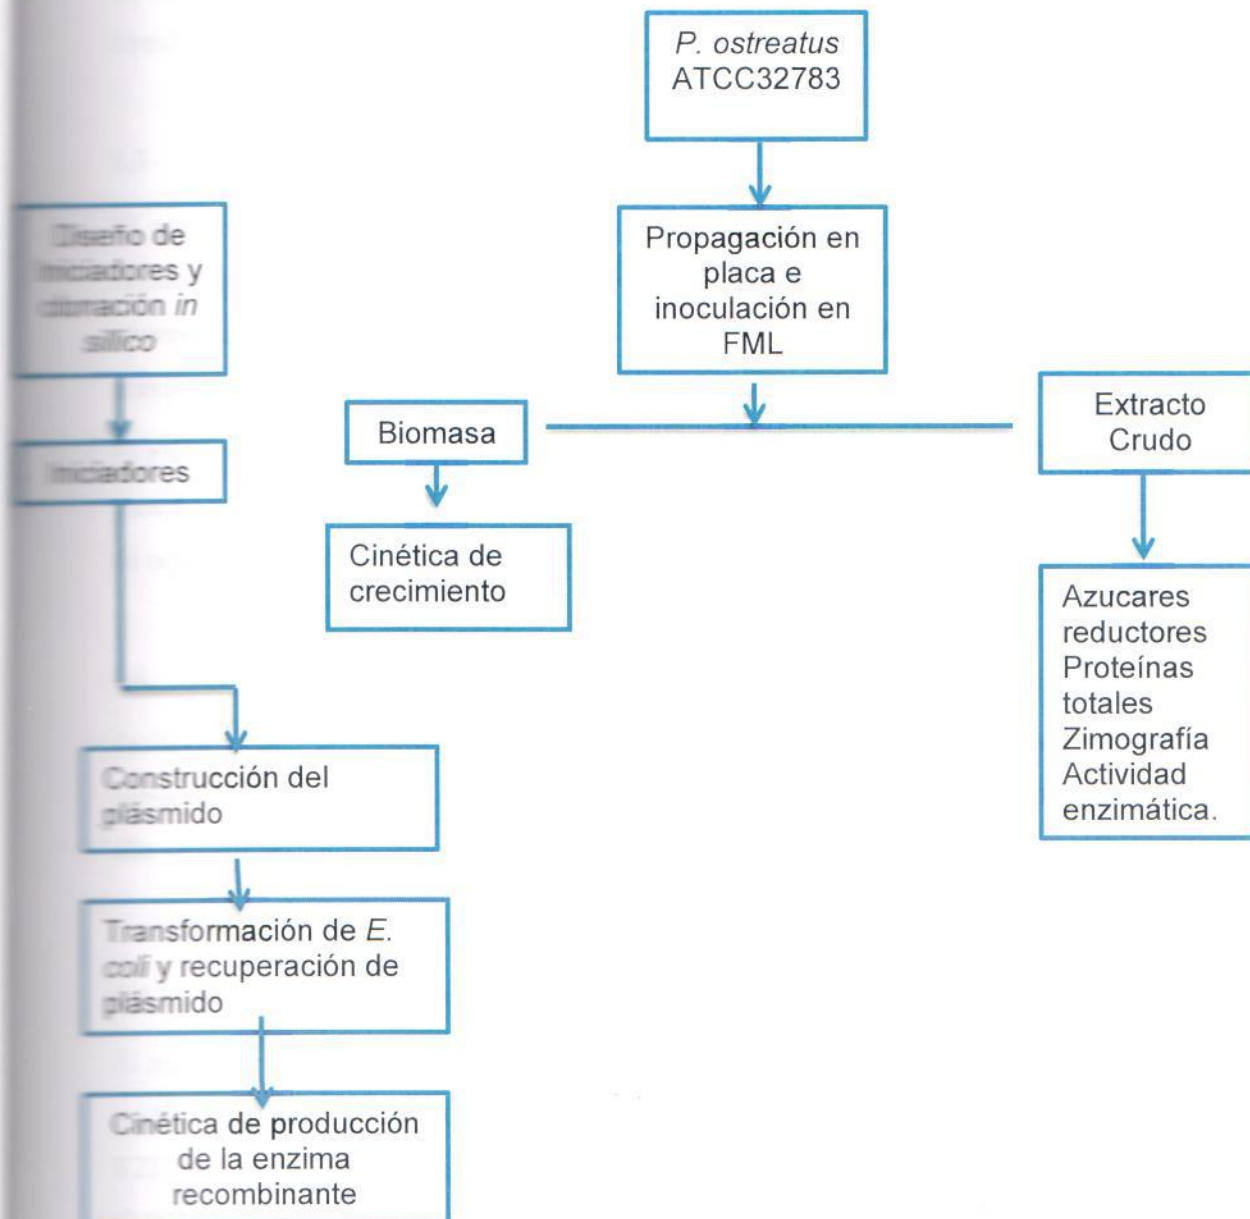 P. ostreatus
ATCC32783
Propagación en
placa e
inoculación en
FML
Diseño de
Iniciadores y
clonación in
sílico
Iniciadores
Biomasa
Cinética de
crecimiento
Extracto
Crudo
Azucares
reductores
Proteínas
totales
Zimografía
Actividad
enzimática.
Construcción del
plásmido
Transformación de E.
coli y recuperación de
plásmido
Cinética de producción
de la enzima
recombinante